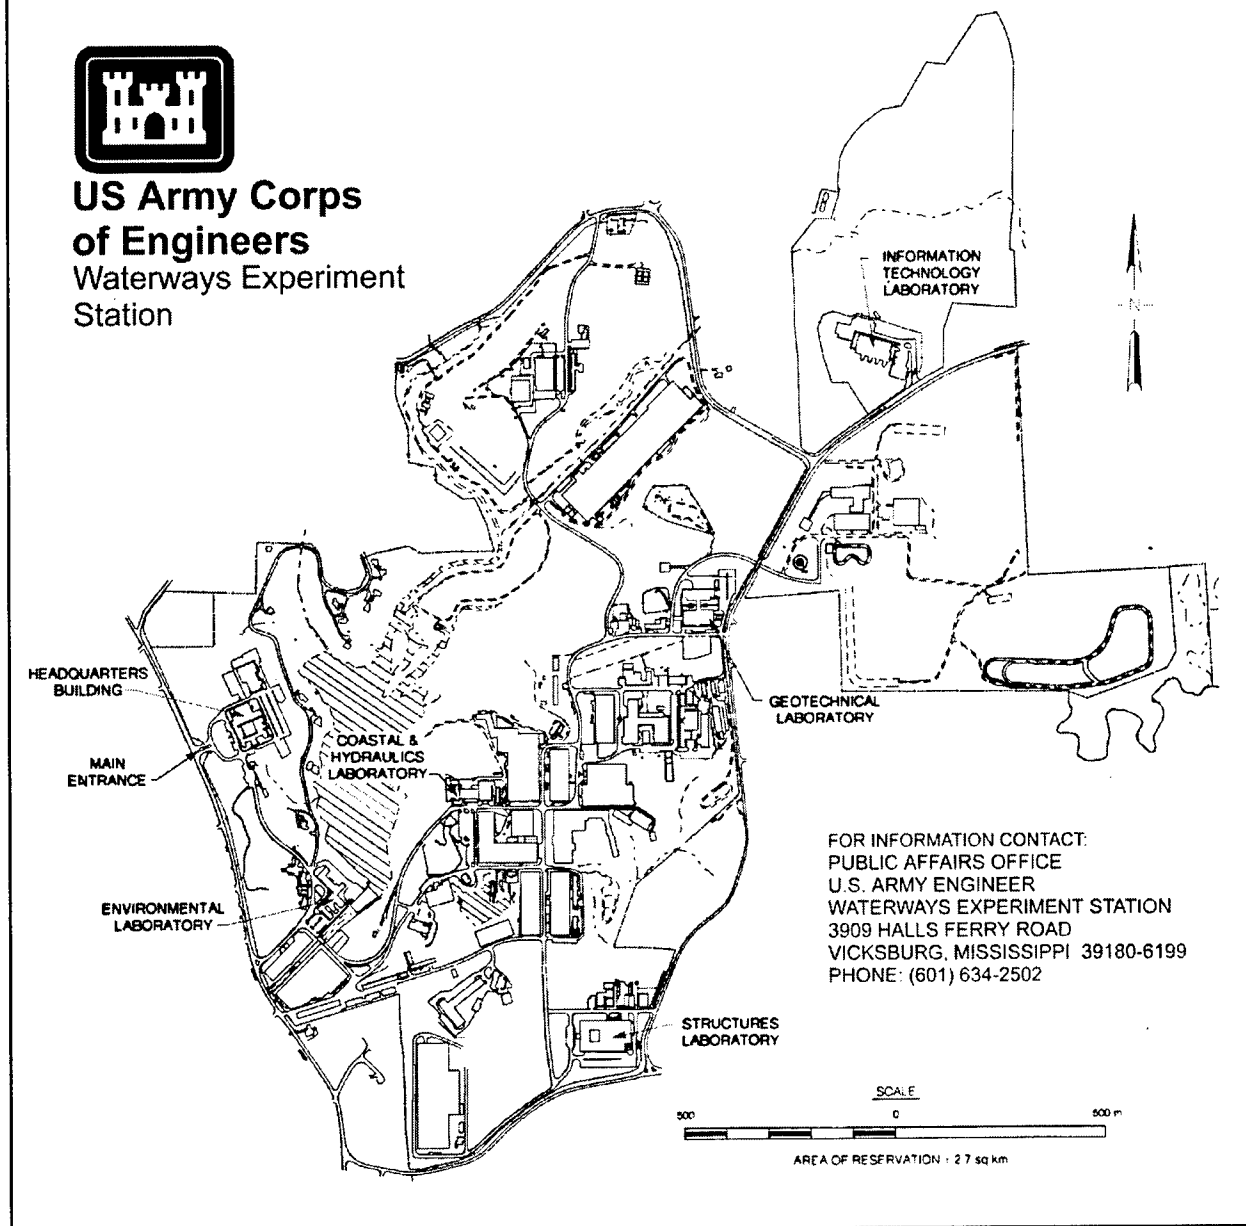 US Army Corps
of Engineers
Waterways Experiment
Station
INFORMATION
TECHNOLOGY
LABORATORY
N
HEADQUARTERS
BUILDING
MAIN
ENTRANCE
COASTAL &
HYDRAULICS
LABORATORY
GEOTECHNICAL
LABORATORY
ENVIRONMENTAL
LABORATORY
FOR INFORMATION CONTACT:
PUBLIC AFFAIRS OFFICE
U.S. ARMY ENGINEER
WATERWAYS EXPERIMENT STATION
3909 HALLS FERRY ROAD
VICKSBURG, MISSISSIPPI 39180-6199
PHONE: (601) 634-2502
STRUCTURES
LABORATORY
SCALE
500 0 500 m
AREA OF RESERVATION : 2.7 sq km